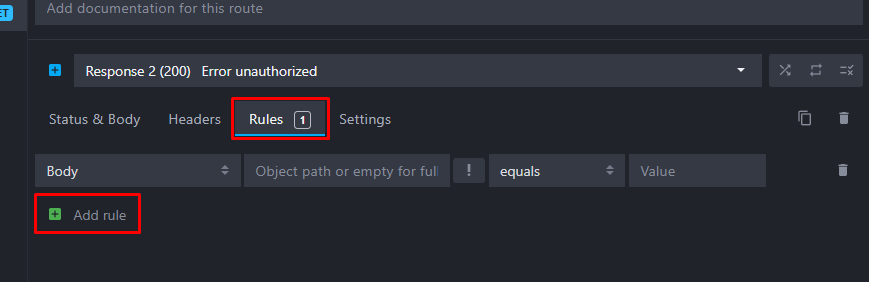 ET
Add documentation for this route
Response 2 (200) Error unauthorized
Status & Body Headers Rules 1 Settings
Body Object path or empty for full ! equals Value
Add rule